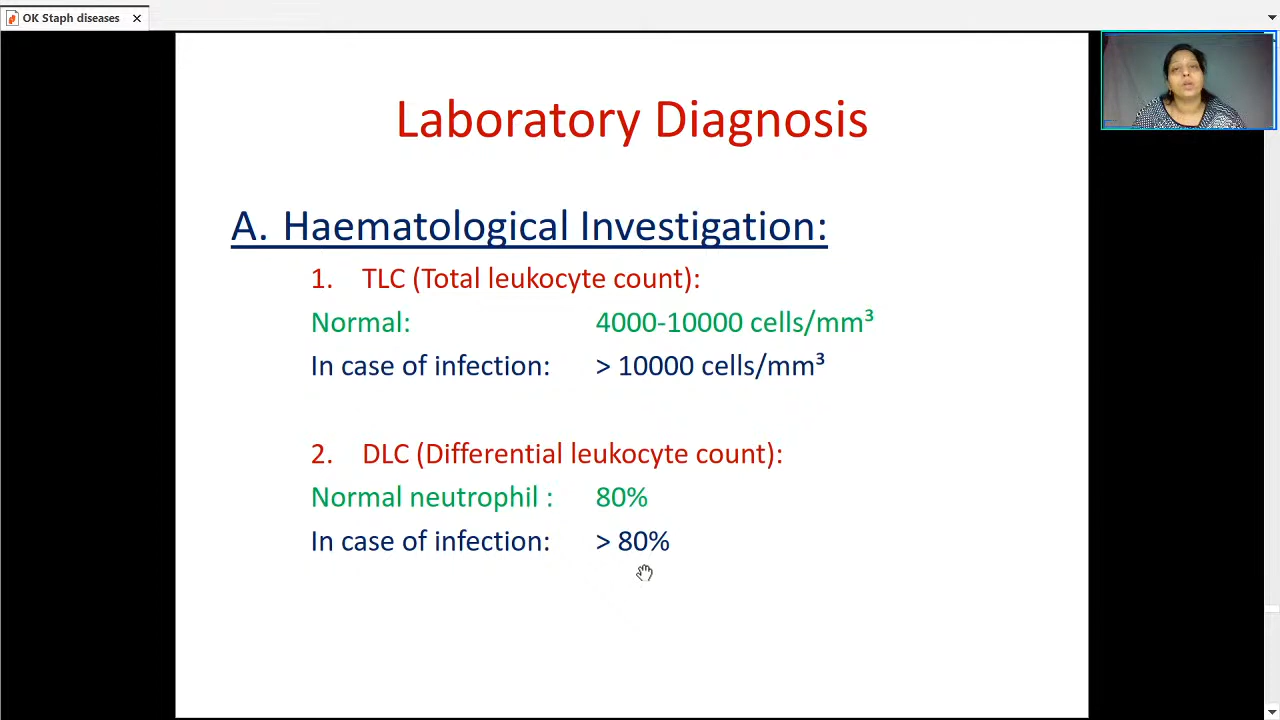 OK Staph diseases
Laboratory Diagnosis
A. Haematological Investigation:
1. TLC (Total leukocyte count):
Normal: 4000-10000 cells/mm³
In case of infection: > 10000 cells/mm³
2. DLC (Differential leukocyte count):
Normal neutrophil : 80%
In case of infection: > 80%